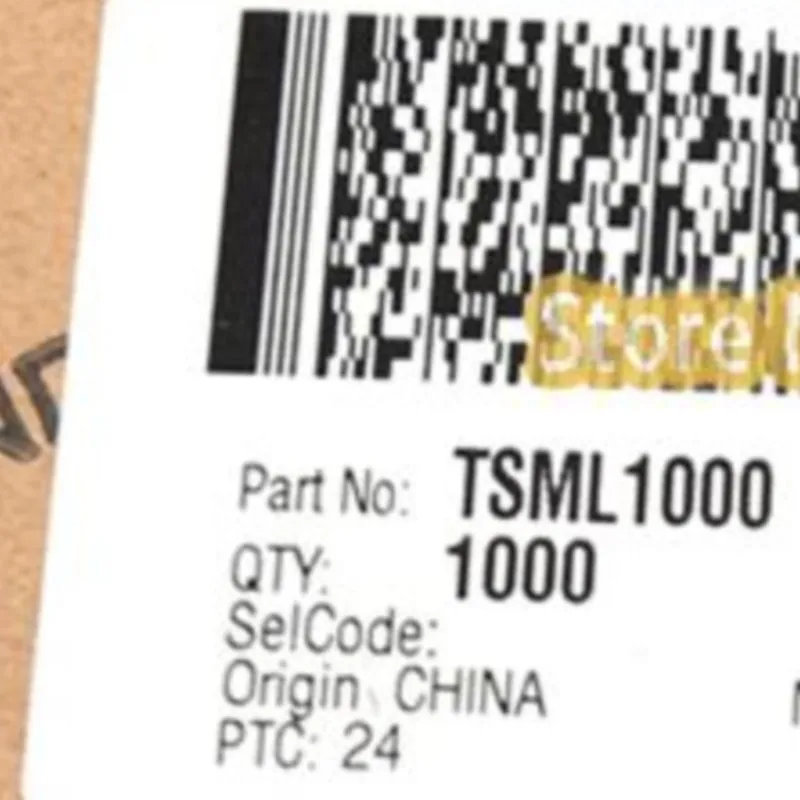 Store
Part No: TSML1000
QTY: 1000
SelCode:
Origin CHINA
PTC: 24